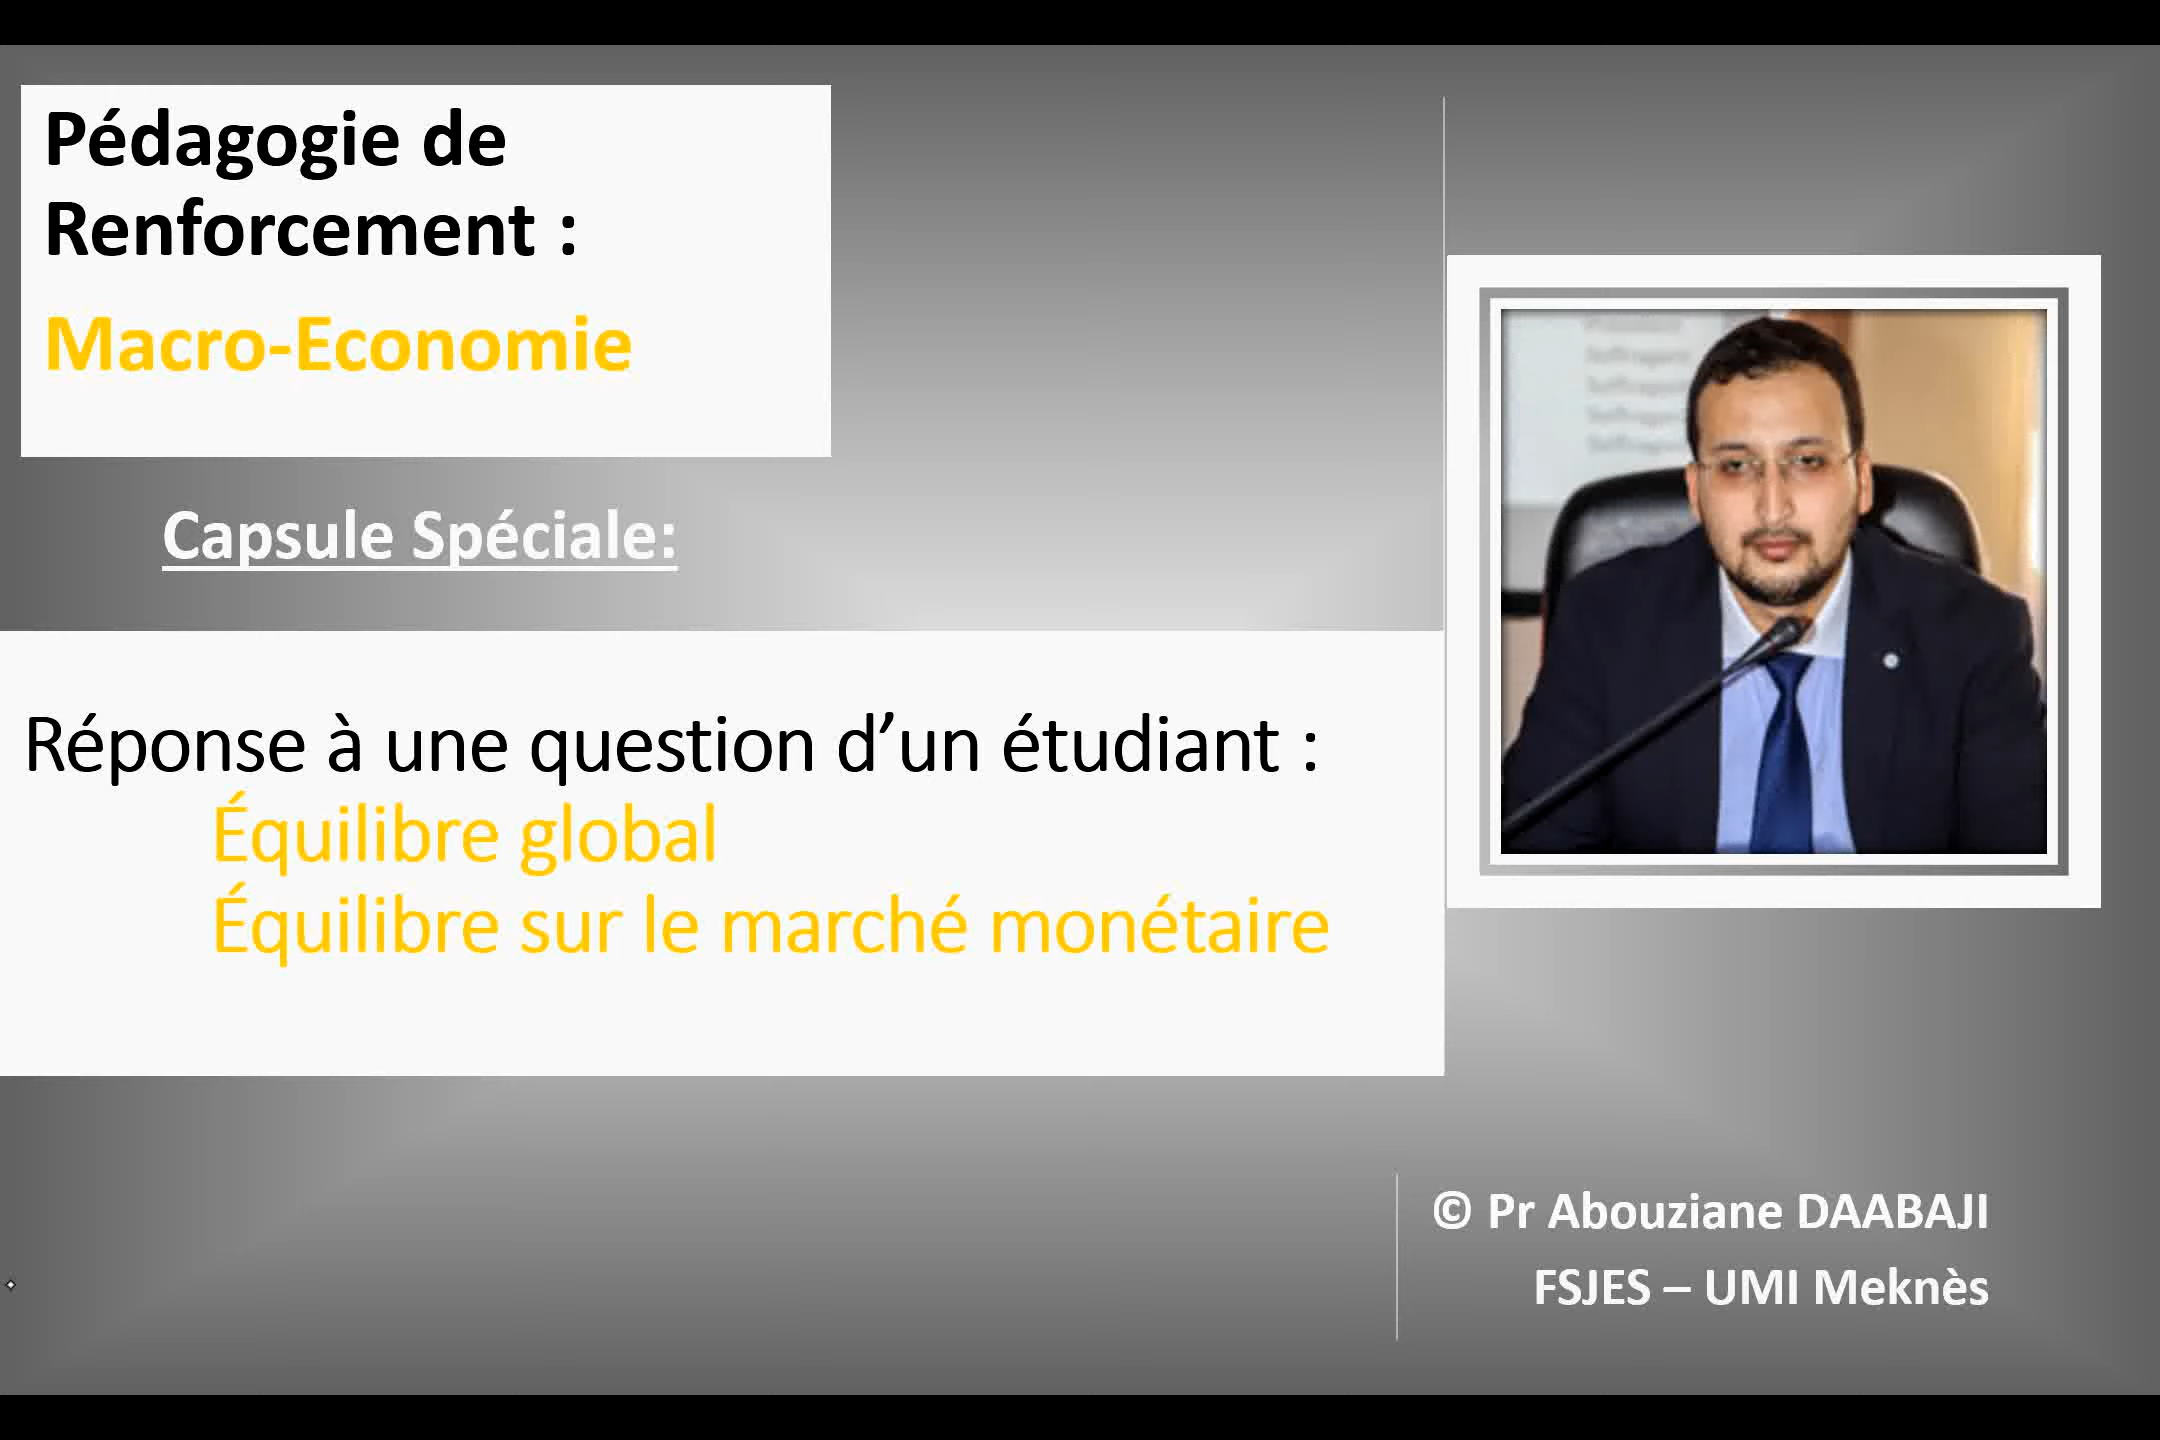 Pédagogie de
Renforcement :
Macro-Economie
Capsule Spéciale:
Réponse à une question d’un étudiant :
Équilibre global
Équilibre sur le marché monétaire
© Pr Abouziane DAABAJI
FSJES – UMI Meknès